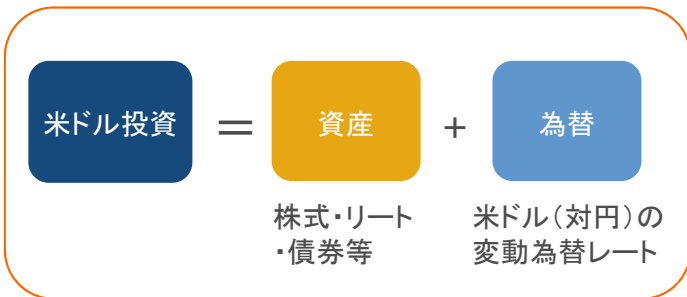 米ドル投資 = 資産 + 為替
株式・リート
・債券等
米ドル（対円）の
変動為替レート